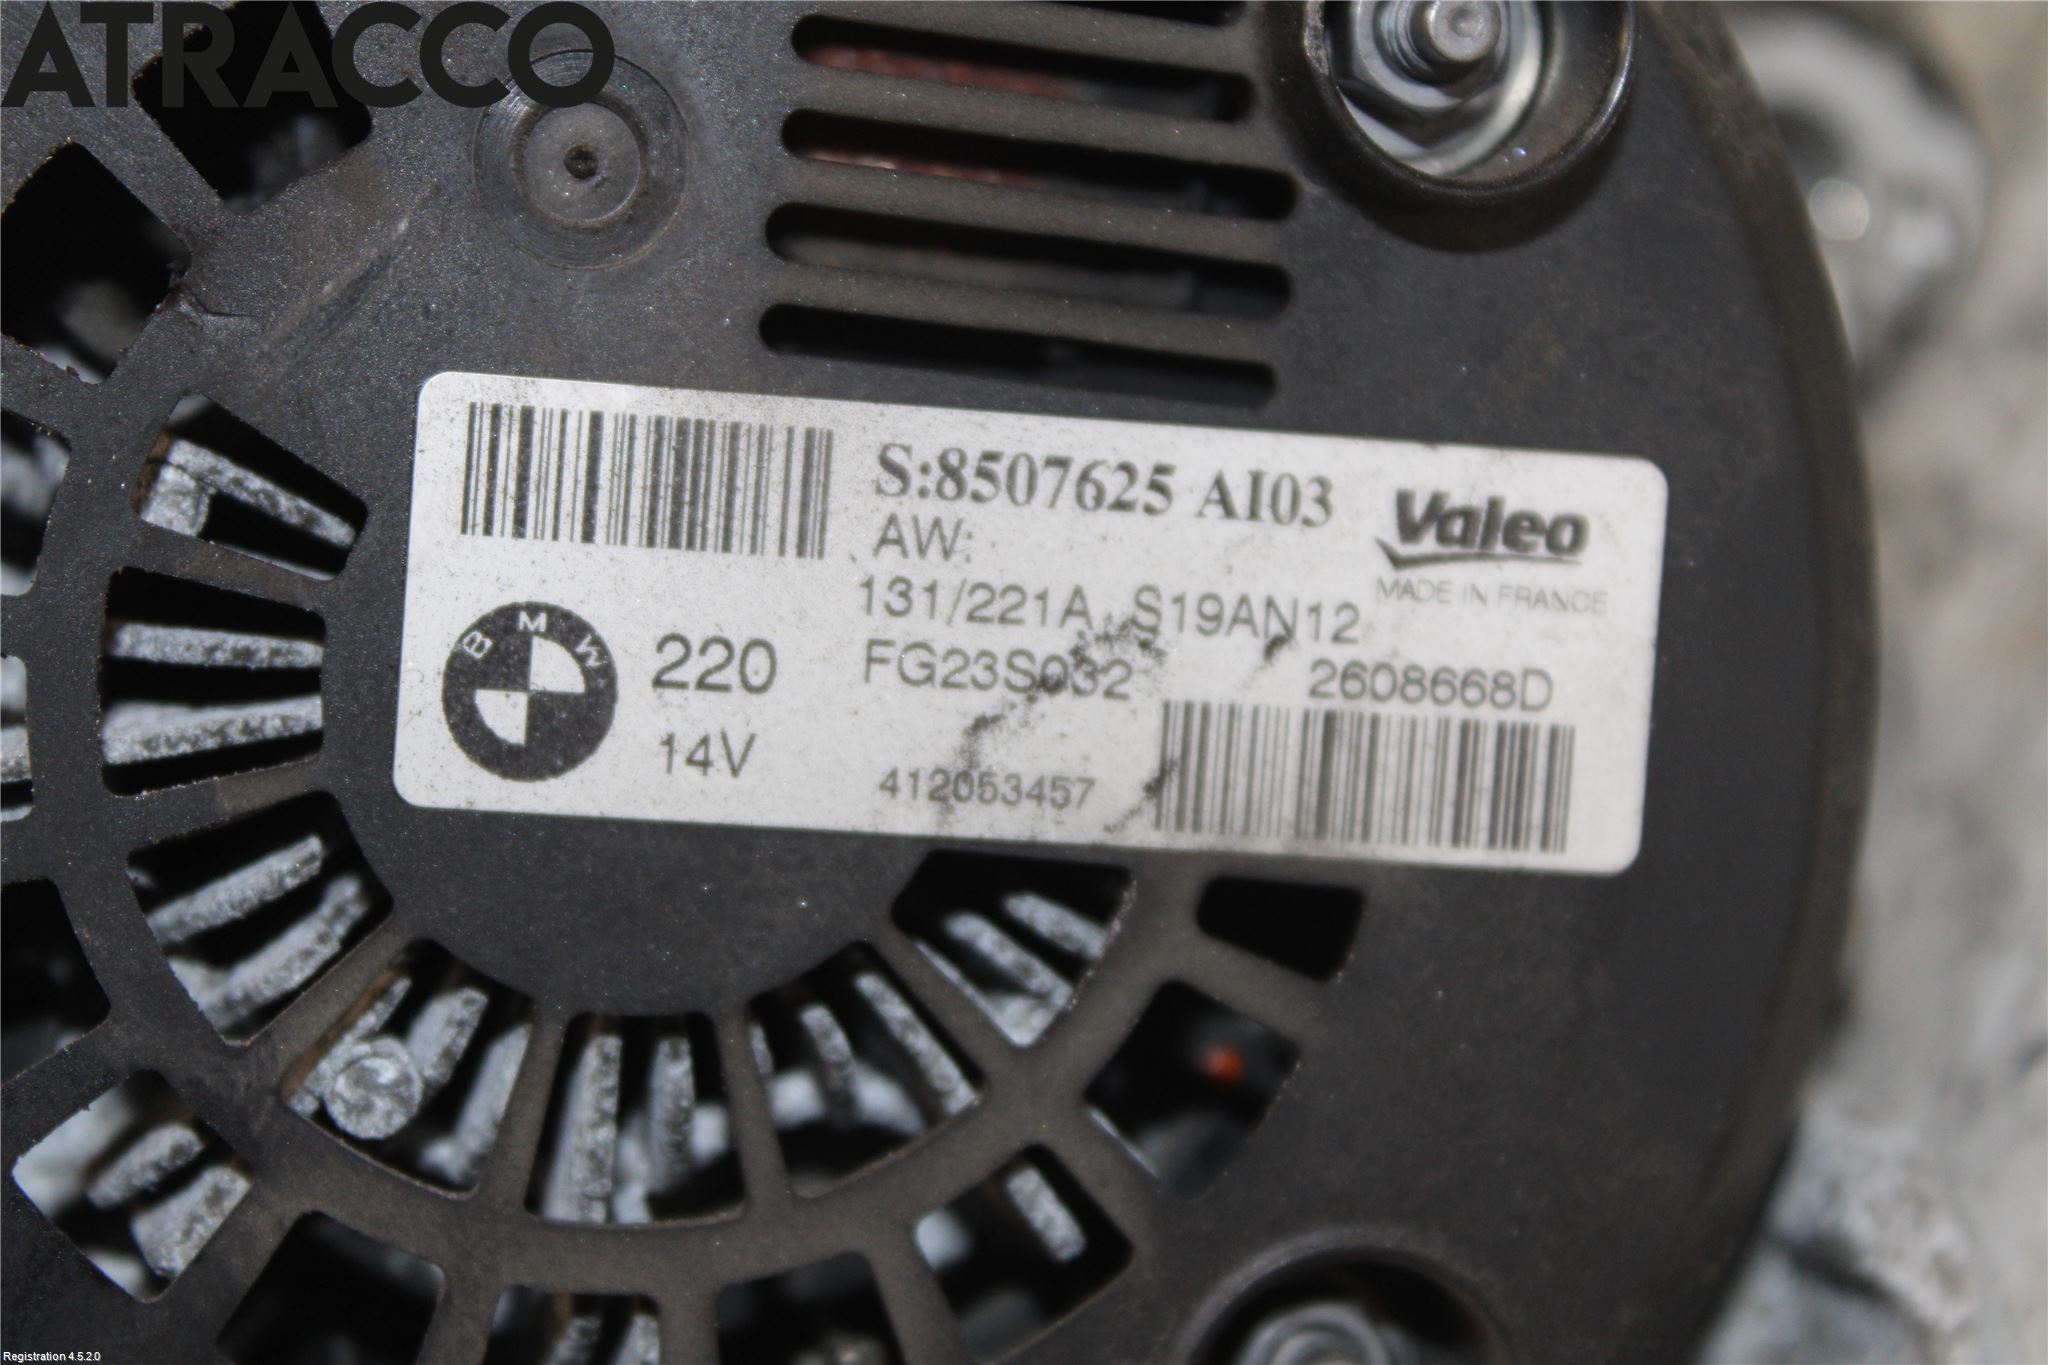 ATRACCO
S:8507625 AI03
Valeo
AW:
MADE IN FRANCE
131/221A S19AN12
BMW
220
FG23S032
2608668D
14V
412053457
Registration 4.5.2.0